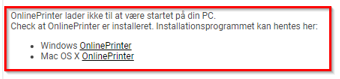 OnlinePrinter lader ikke til at være startet på din PC.
Check at OnlinePrinter er installeret. Installationsprogrammet kan hentes her:
• Windows OnlinePrinter
• Mac OS X OnlinePrinter